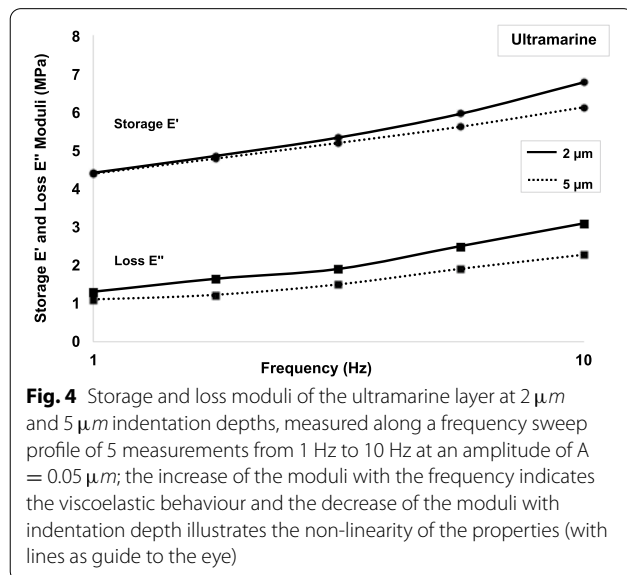 8
7
6
5
4
3
2
1
0
Storage E' and Loss E" Moduli (MPa)
Ultramarine
Storage E'
2 µm
5 µm
Loss E"
1
10
Frequency (Hz)
Fig. 4 Storage and loss moduli of the ultramarine layer at 2 μm
and 5 μm indentation depths, measured along a frequency sweep
profile of 5 measurements from 1 Hz to 10 Hz at an amplitude of A
= 0.05 μm; the increase of the moduli with the frequency indicates
the viscoelastic behaviour and the decrease of the moduli with
indentation depth illustrates the non-linearity of the properties (with
lines as guide to the eye)